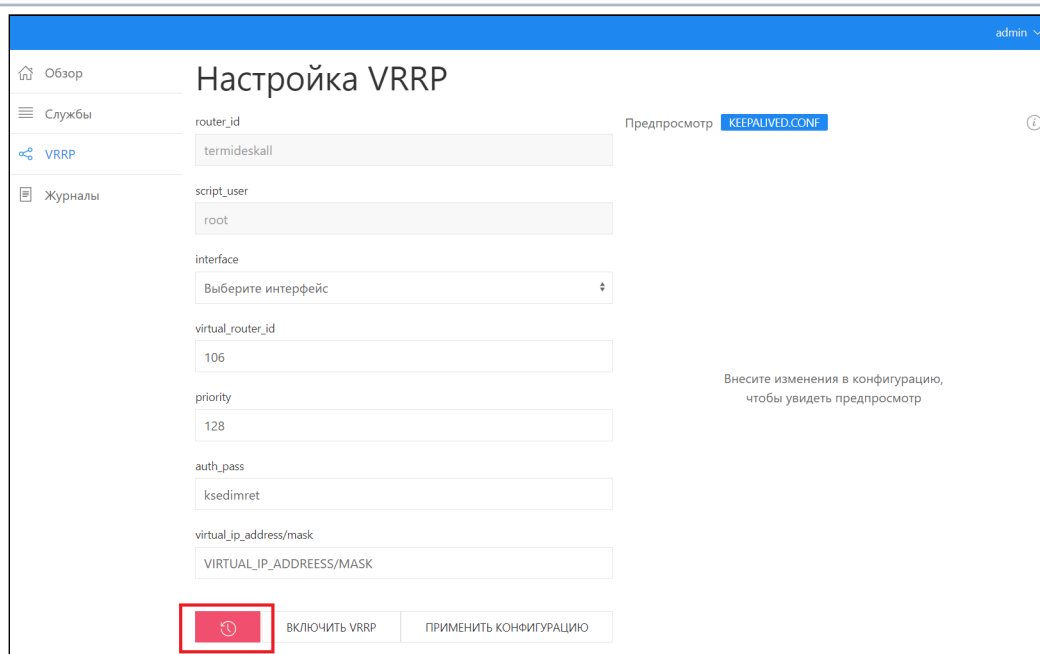 admin
Обзор
Службы
VRRP
Журналы
Настройка VRRP
router_id
termideskall
script_user
root
interface
Выберите интерфейс
virtual_router_id
106
priority
128
auth_pass
ksedimret
virtual_ip_address/mask
VIRTUAL_IP_ADDREESS/MASK
ВКЛЮЧИТЬ VRRP
ПРИМЕНИТЬ КОНФИГУРАЦИЮ
Предпросмотр KEEPALIVED.CONF
Внесите изменения в конфигурацию,
чтобы увидеть предпросмотр